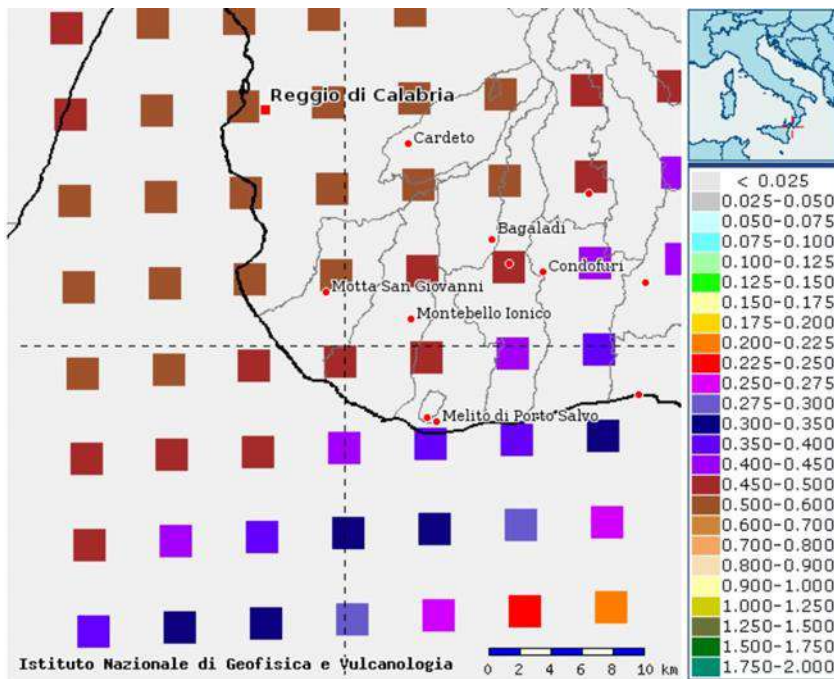 Reggio di Calabria
Cardeto
Bagaladi
Condofuri
Motta San Giovanni
Montebello Ionico
Melito di Porto Salvo
Istituto Nazionale di Geofisica e Vulcanologia
0 2 4 6 8 10
km
< 0.025
0.025-0.050
0.050-0.075
0.075-0.100
0.100-0.125
0.125-0.150
0.150-0.175
0.175-0.200
0.200-0.225
0.225-0.250
0.250-0.275
0.275-0.300
0.300-0.350
0.350-0.400
0.400-0.450
0.450-0.500
0.500-0.600
0.600-0.700
0.700-0.800
0.800-0.900
0.900-1.000
1.000-1.250
1.250-1.500
1.500-1.750
1.750-2.000